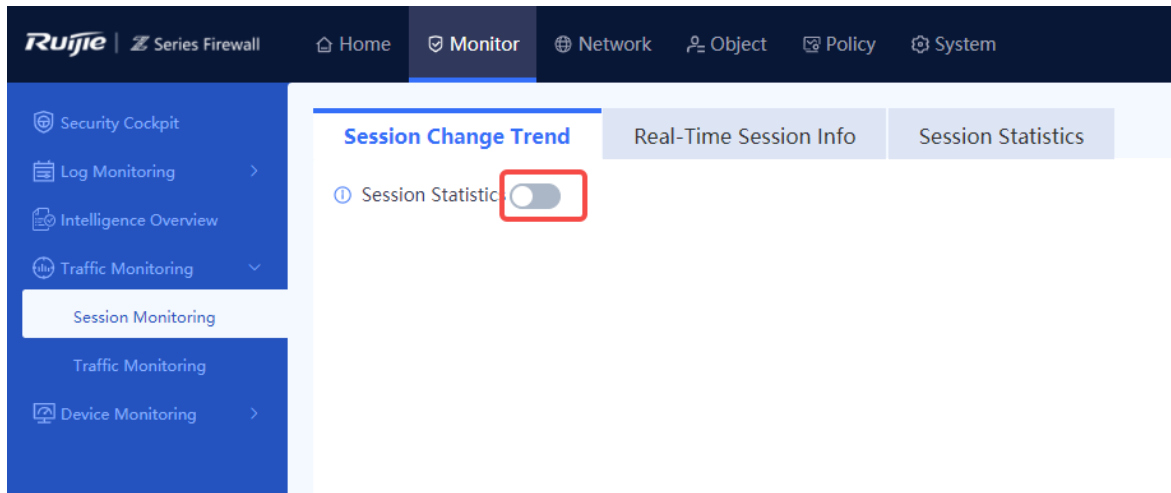 Ruijie | Z Series Firewall
Home Monitor Network Object Policy System
Security Cockpit
Log Monitoring
Intelligence Overview
Traffic Monitoring
Session Monitoring
Traffic Monitoring
Device Monitoring
Session Change Trend Real-Time Session Info Session Statistics
Session Statistics